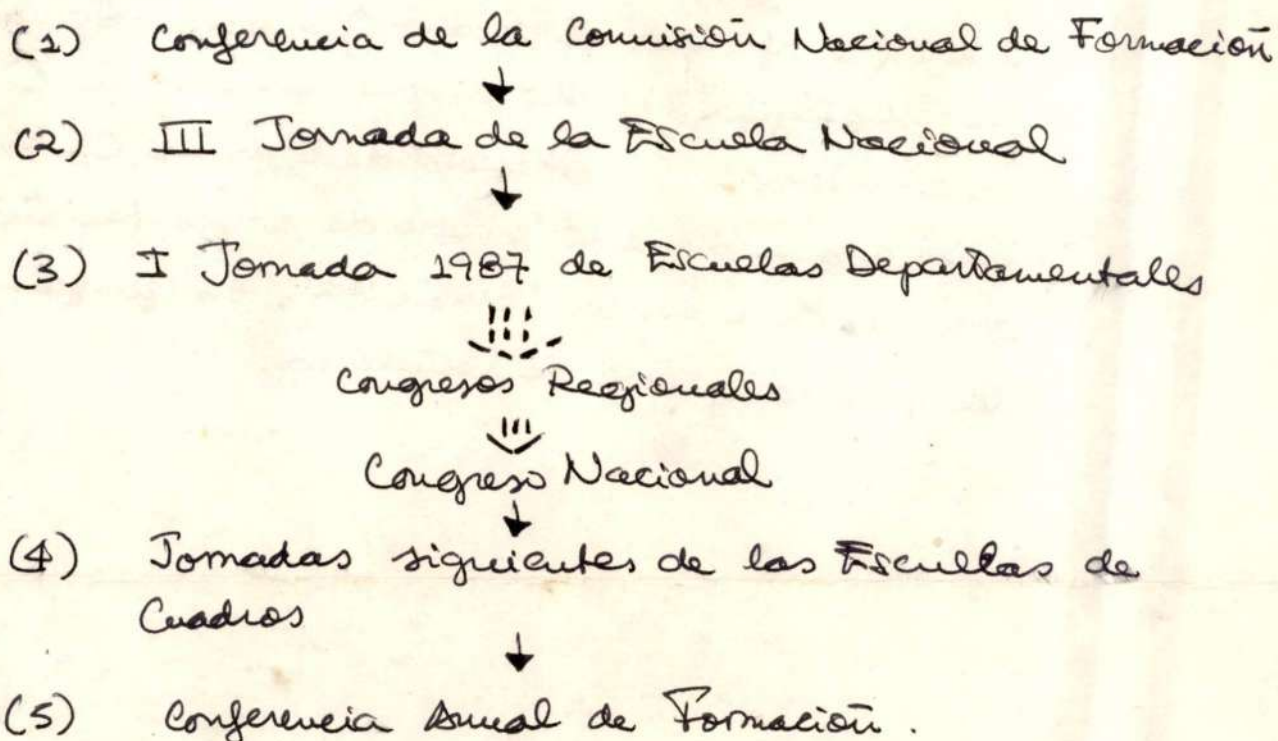 (1) Conferencia de la Comisión Nacional de Formación
(2) III Jornada de la Escuela Nacional
(3) I Jornada 1987 de Escuelas Departamentales
Congresos Regionales
Congreso Nacional
(4) Jornadas siguientes de las Escuelas de
Cuadros
(5) Conferencia Anual de Formación.